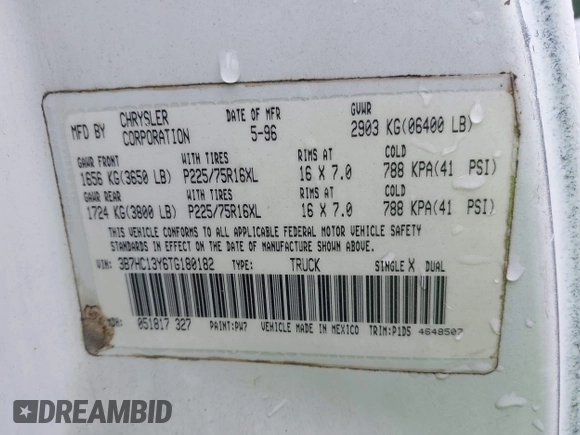 MFD BY CHRYSLER CORPORATION DATE OF MFR 5-96 GVWR 2903 KG(06400 LB)
GAWR FRONT WITH TIRES RIMS AT COLD
1656 KG(3650 LB) P225/75R16XL 16 X 7.0 788 KPA(41 PSI)
GAWR REAR WITH TIRES RIMS AT COLD
1724 KG(3800 LB) P225/75R16XL 16 X 7.0 788 KPA(41 PSI)
THIS VEHICLE CONFORMS TO ALL APPLICABLE FEDERAL MOTOR VEHICLE SAFETY
STANDARDS IN EFFECT ON THE DATE OF MANUFACTURE SHOWN ABOVE.
VIN: 3B7HC13Y6TG180182 TYPE: TRUCK SINGLE X DUAL
MDH: 051817 327 PAINT:PW7 VEHICLE MADE IN MEXICO TRIM:P1D5 4648507
DREAMBID